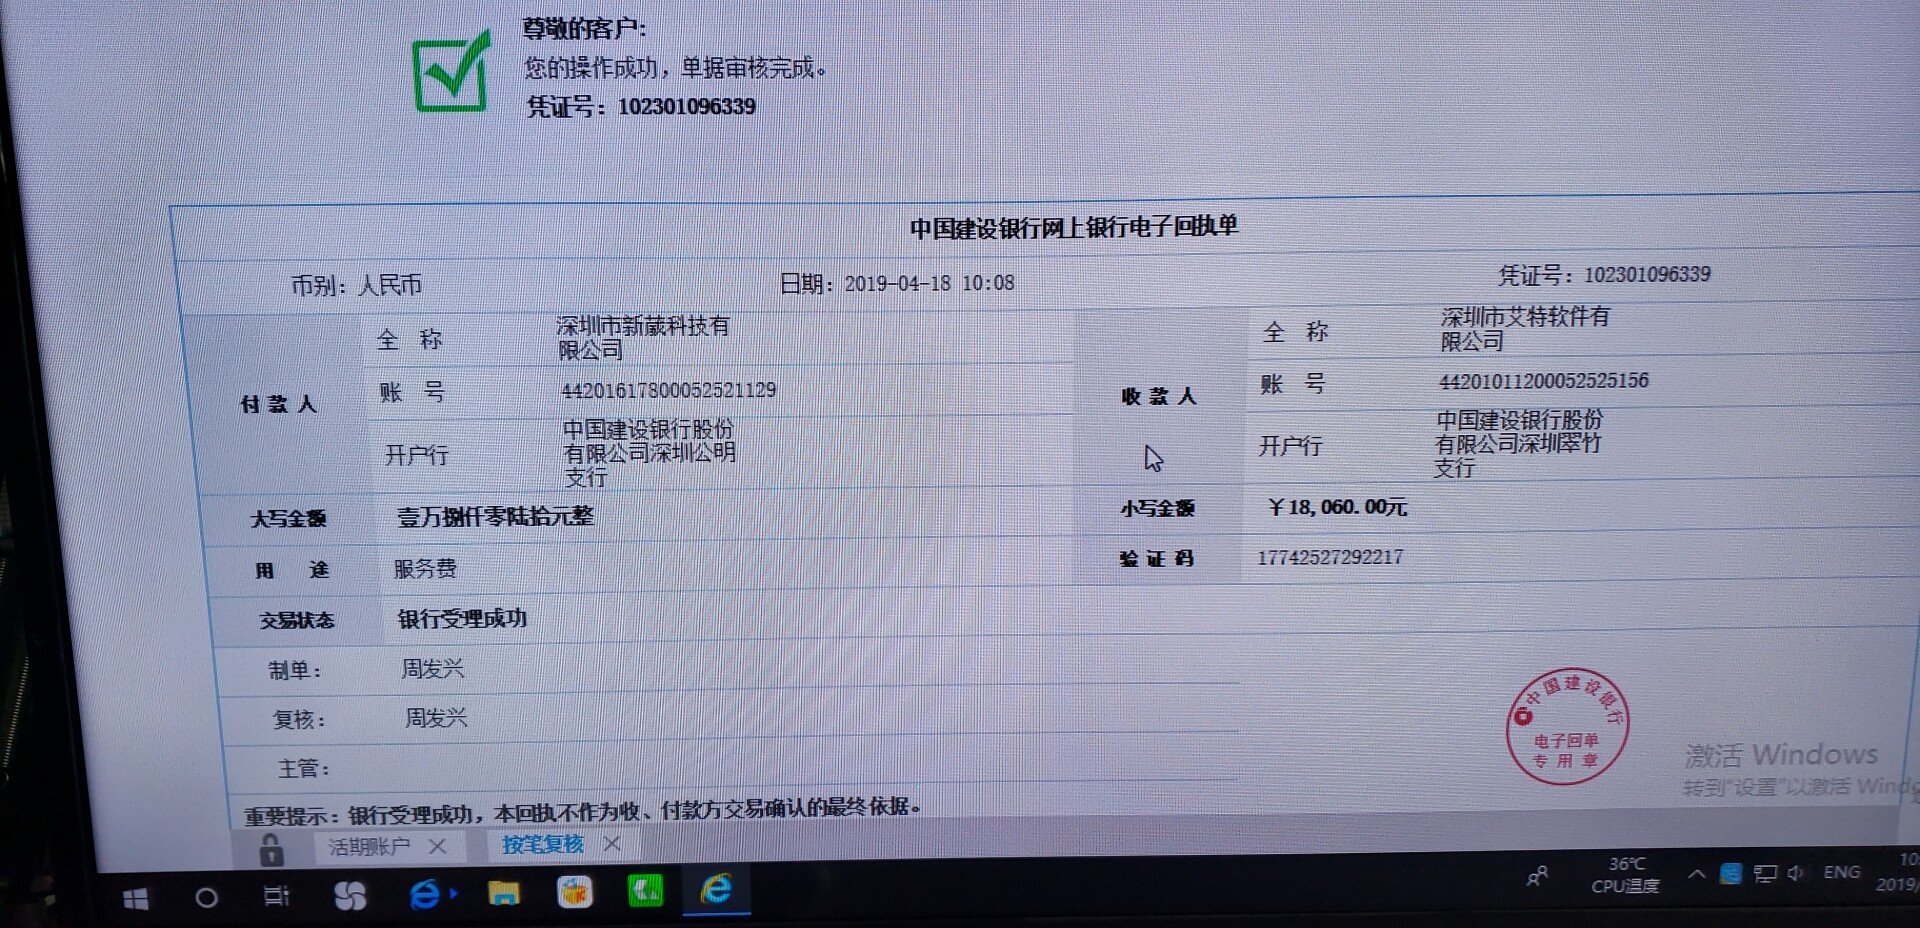 尊敬的客户:
您的操作成功，单据审核完成。
凭证号：102301096339
中国建设银行网上银行电子回执单
币别：人民币 日期：2019-04-18 10:08 凭证号：102301096339
付款人
全 称 深圳市新葳科技有
限公司
账 号 44201617800052521129
开户行 中国建设银行股份
有限公司深圳公明
支行
收款人
全 称 深圳市艾特软件有
限公司
账 号 44201011200052525156
开户行 中国建设银行股份
有限公司深圳翠竹
支行
大写金额 壹万捌仟零陆拾元整 小写金额 ￥18,060.00元
用 途 服务费 验证码 17742527292217
交易状态 银行受理成功
制单： 周发兴
复核： 周发兴
主管：
中国建设银行
电子回单
专用章
激活 Windows
转到"设置"以激活 Wind
重要提示：银行受理成功，本回执不作为收、付款方交易确认的最终依据。
活期账户 按笔复核
36℃
CPU温度
ENG
10:
2019/